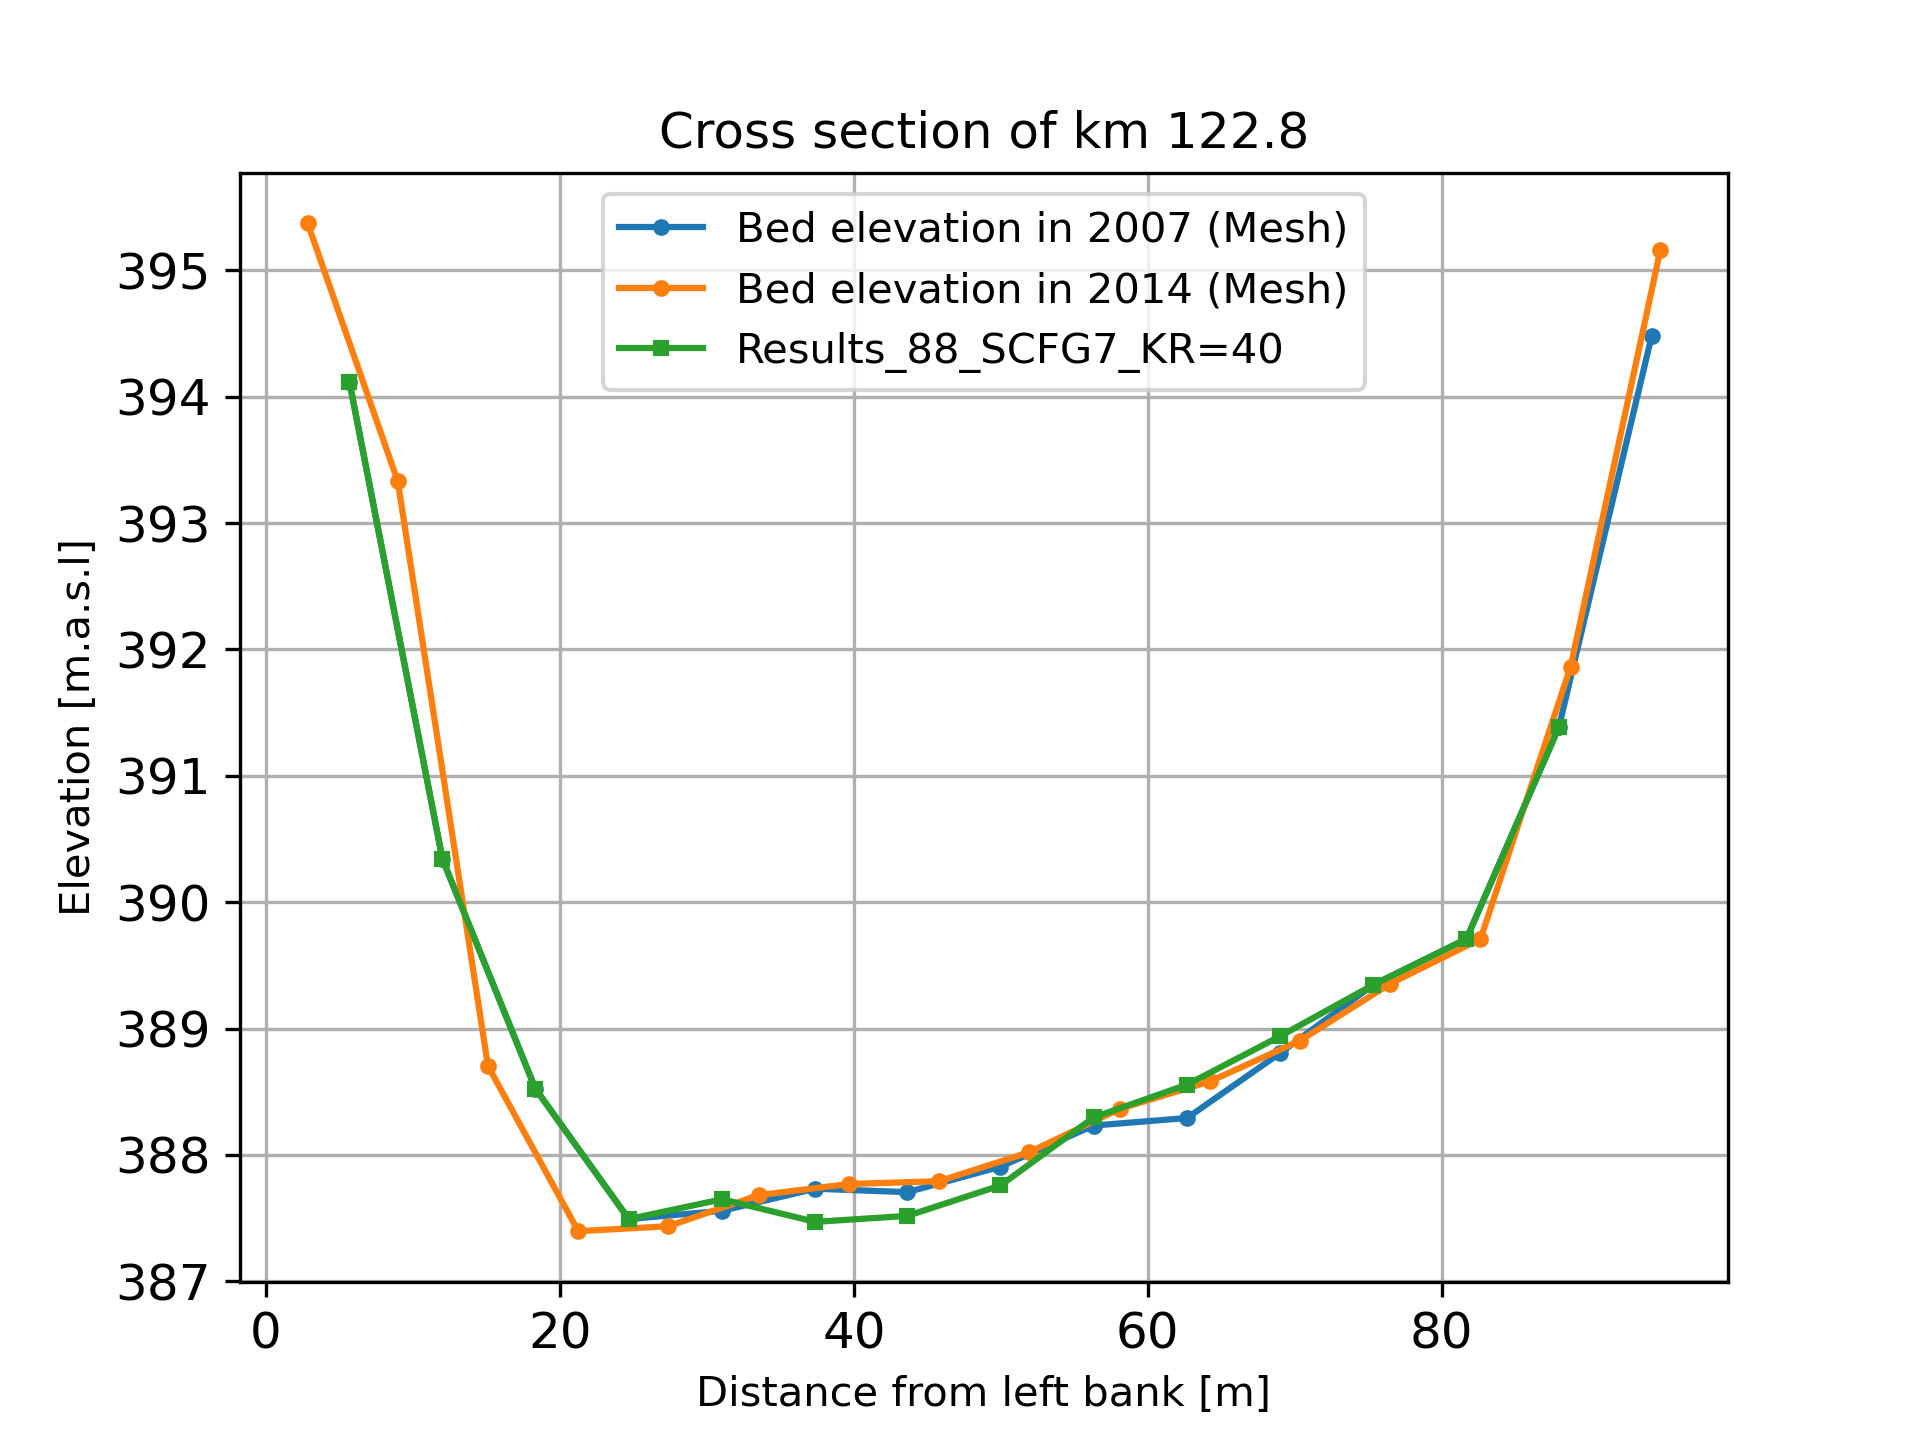 Cross section of km 122.8
Bed elevation in 2007 (Mesh)
Bed elevation in 2014 (Mesh)
Results_88_SCFG7_KR=40
395
394
393
392
391
390
389
388
387
Elevation [m.a.s.l]
0 20 40 60 80
Distance from left bank [m]